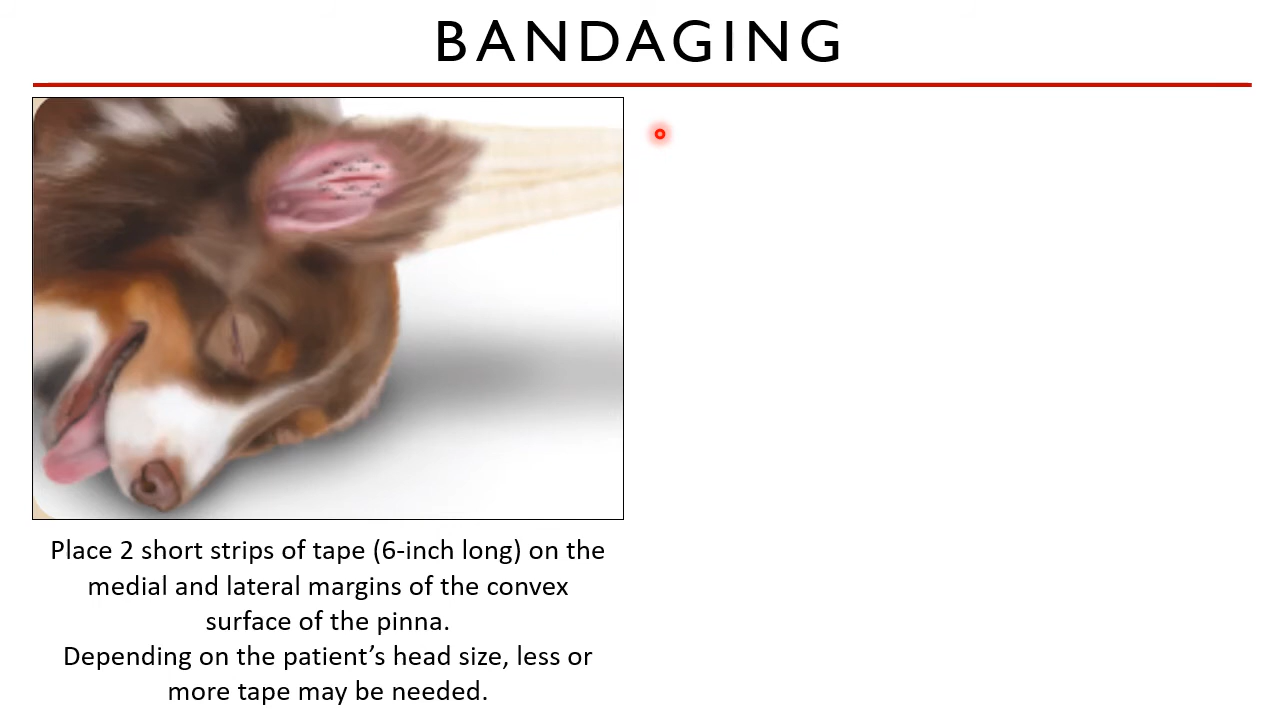 BANDAGING
Place 2 short strips of tape (6-inch long) on the
medial and lateral margins of the convex
surface of the pinna.
Depending on the patient’s head size, less or
more tape may be needed.